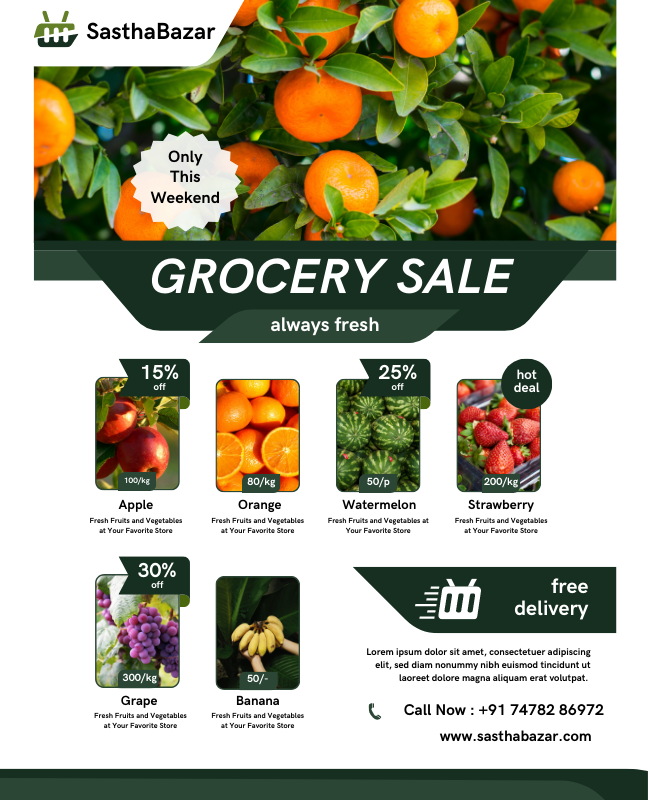 SasthaBazar
Only
This
Weekend
GROCERY SALE
always fresh
15%
off
100/kg
Apple
Fresh Fruits and Vegetables
at Your Favorite Store
80/kg
Orange
Fresh Fruits and Vegetables
at Your Favorite Store
25%
off
50/p
Watermelon
Fresh Fruits and Vegetables at
Your Favorite Store
hot
deal
200/kg
Strawberry
Fresh Fruits and Vegetables
at Your Favorite Store
30%
off
300/kg
Grape
Fresh Fruits and Vegetables
at Your Favorite Store
50/-
Banana
Fresh Fruits and Vegetables
at Your Favorite Store
free
delivery
Lorem ipsum dolor sit amet, consectetuer adipiscing
elit, sed diam nonummy nibh euismod tincidunt ut
laoreet dolore magna aliquam erat volutpat.
Call Now : +91 74782 86972
www.sasthabazar.com